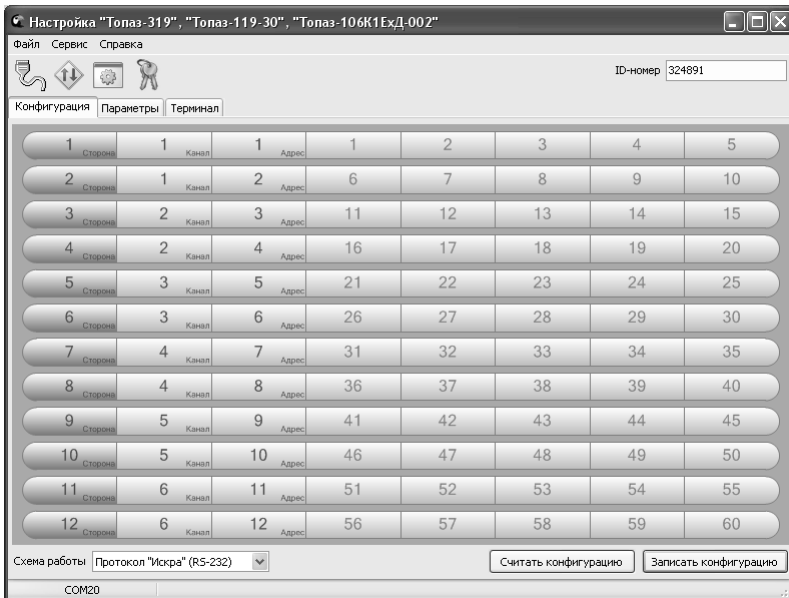 Настройка "Топаз-319", "Топаз-119-30", "Топаз-106К1ЕхД-002"
Файл Сервис Справка
ID-номер 324891
Конфигурация Параметры Терминал
1 Сторона 1 Канал 1 Адрес 1 2 3 4 5
2 Сторона 1 Канал 2 Адрес 6 7 8 9 10
3 Сторона 2 Канал 3 Адрес 11 12 13 14 15
4 Сторона 2 Канал 4 Адрес 16 17 18 19 20
5 Сторона 3 Канал 5 Адрес 21 22 23 24 25
6 Сторона 3 Канал 6 Адрес 26 27 28 29 30
7 Сторона 4 Канал 7 Адрес 31 32 33 34 35
8 Сторона 4 Канал 8 Адрес 36 37 38 39 40
9 Сторона 5 Канал 9 Адрес 41 42 43 44 45
10 Сторона 5 Канал 10 Адрес 46 47 48 49 50
11 Сторона 6 Канал 11 Адрес 51 52 53 54 55
12 Сторона 6 Канал 12 Адрес 56 57 58 59 60
Схема работы Протокол "Искра" (RS-232) Считать конфигурацию Записать конфигурацию
COM20